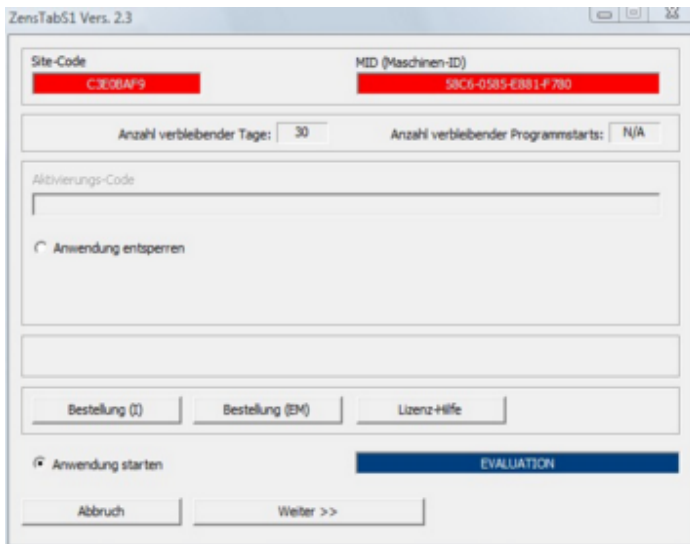 ZensTabS1 Vers. 2.3
Site-Code MID (Maschinen-ID)
C3E0BAF9 58C6-0585-E881-F780
Anzahl verbleibender Tage: 30 Anzahl verbleibender Programmstarts: N/A
Aktivierungs-Code
Anwendung entsperren
Bestellung (I) Bestellung (EM) Lizenz-Hilfe
Anwendung starten EVALUATION
Abbruch Weiter >>